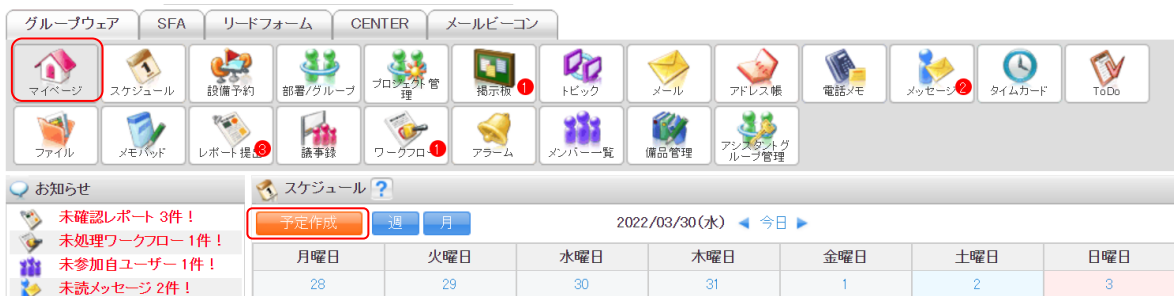 グループウェア SFA リードフォーム CENTER メールビーコン
マイページ スケジュール 設備予約 部署/グループ プロジェクト管理 掲示板 1 トピック メール アドレス帳 電話メモ メッセージ 2 タイムカード ToDo
ファイル メモパッド レポート提出 3 議事録 ワークフロー 1 アラーム メンバー一覧 備品管理 アシスタントグループ管理
お知らせ スケジュール ?
未確認レポート 3件!
未処理ワークフロー 1件!
未参加自ユーザー 1件!
未読メッセージ 2件!
予定作成 週 月 2022/03/30(水) ◀ 今日 ▶
月曜日 火曜日 水曜日 木曜日 金曜日 土曜日 日曜日
28 29 30 31 1 2 3